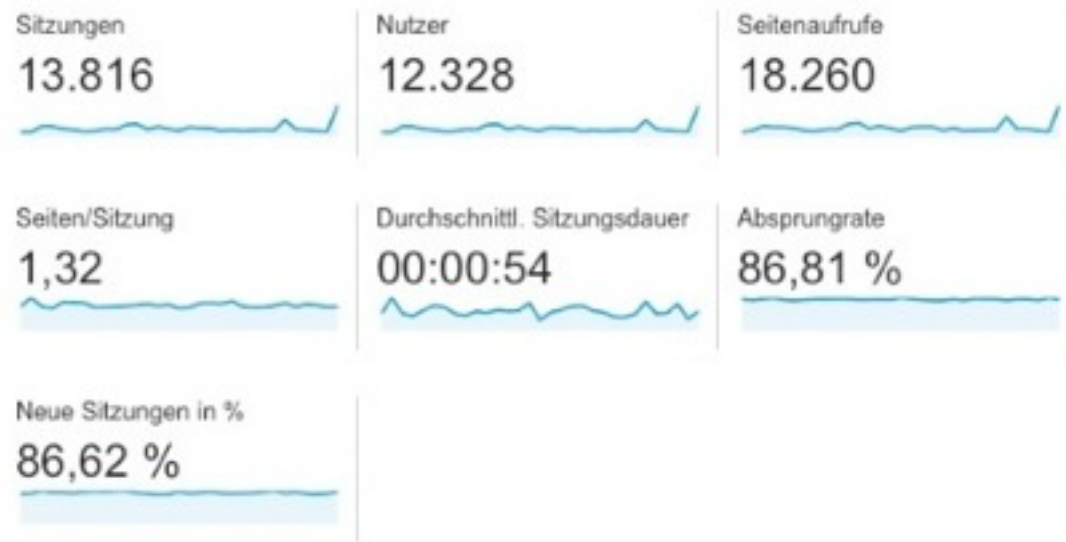 Sitzungen
13.816
Nutzer
12.328
Seitenaufrufe
18.260
Seiten/Sitzung
1,32
Durchschnittl. Sitzungsdauer
00:00:54
Absprungrate
86,81 %
Neue Sitzungen in %
86,62 %